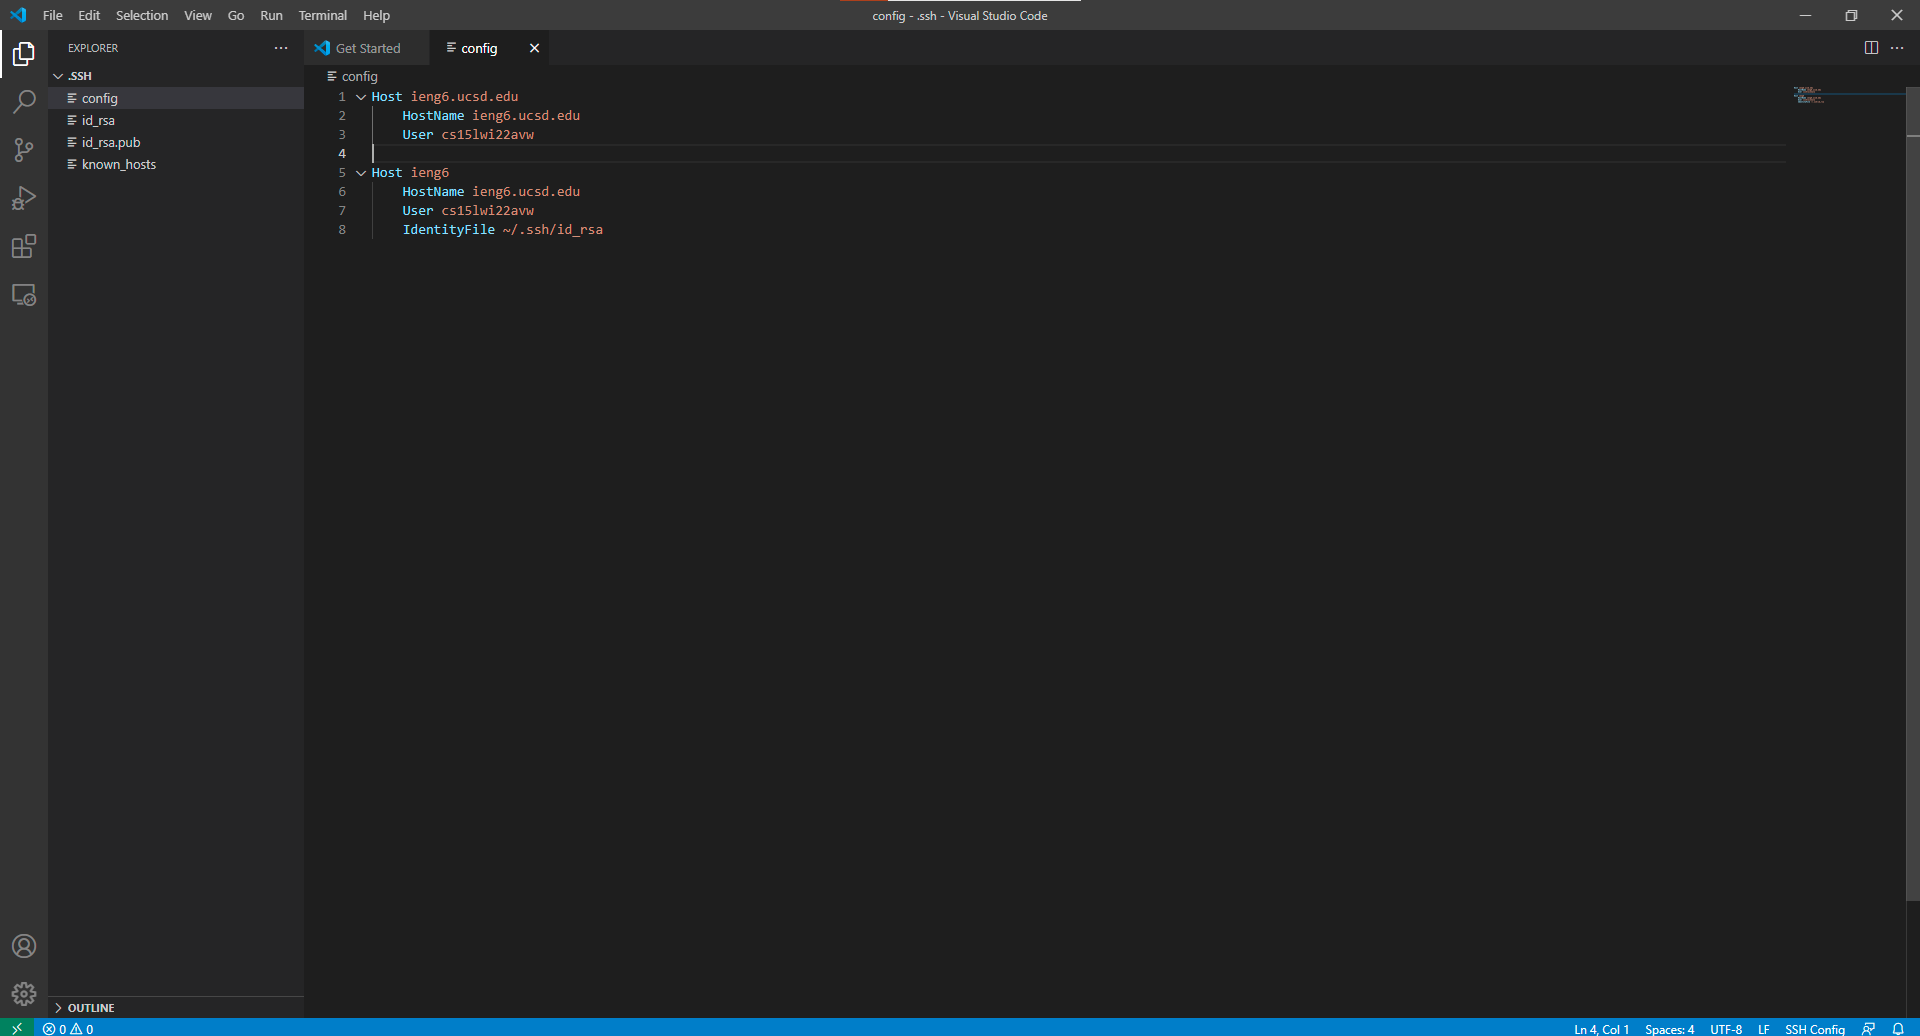 File Edit Selection View Go Run Terminal Help
config - .ssh - Visual Studio Code
EXPLORER
.SSH
config
id_rsa
id_rsa.pub
known_hosts
OUTLINE
Get Started
config
config
1 Host ieng6.ucsd.edu
2 HostName ieng6.ucsd.edu
3 User cs15lwi22avw
4
5 Host ieng6
6 HostName ieng6.ucsd.edu
7 User cs15lwi22avw
8 IdentityFile ~/.ssh/id_rsa
0 0
Ln 4, Col 1 Spaces: 4 UTF-8 LF SSH Config